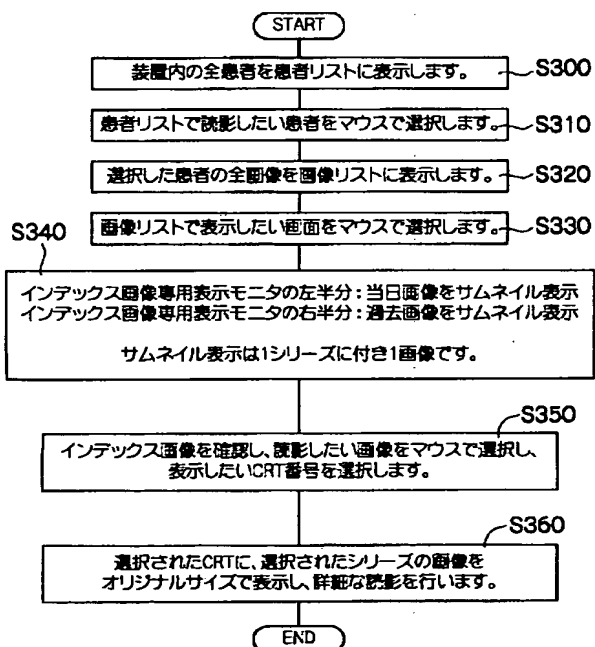 START
装置内の全患者を患者リストに表示します。
S300
患者リストで読影したい患者をマウスで選択します。
S310
選択した患者の全画像を画像リストに表示します。
S320
画像リストで表示したい画面をマウスで選択します。
S330
S340
インデックス画像専用表示モニタの左半分:当日画像をサムネイル表示
インデックス画像専用表示モニタの右半分:過去画像をサムネイル表示
サムネイル表示は1シリーズに付き1画像です。
S350
インデックス画像を確認し、読影したい画像をマウスで選択し、
表示したいCRT番号を選択します。
S360
選択されたCRTに、選択されたシリーズの画像を
オリジナルサイズで表示し、詳細な読影を行います。
END